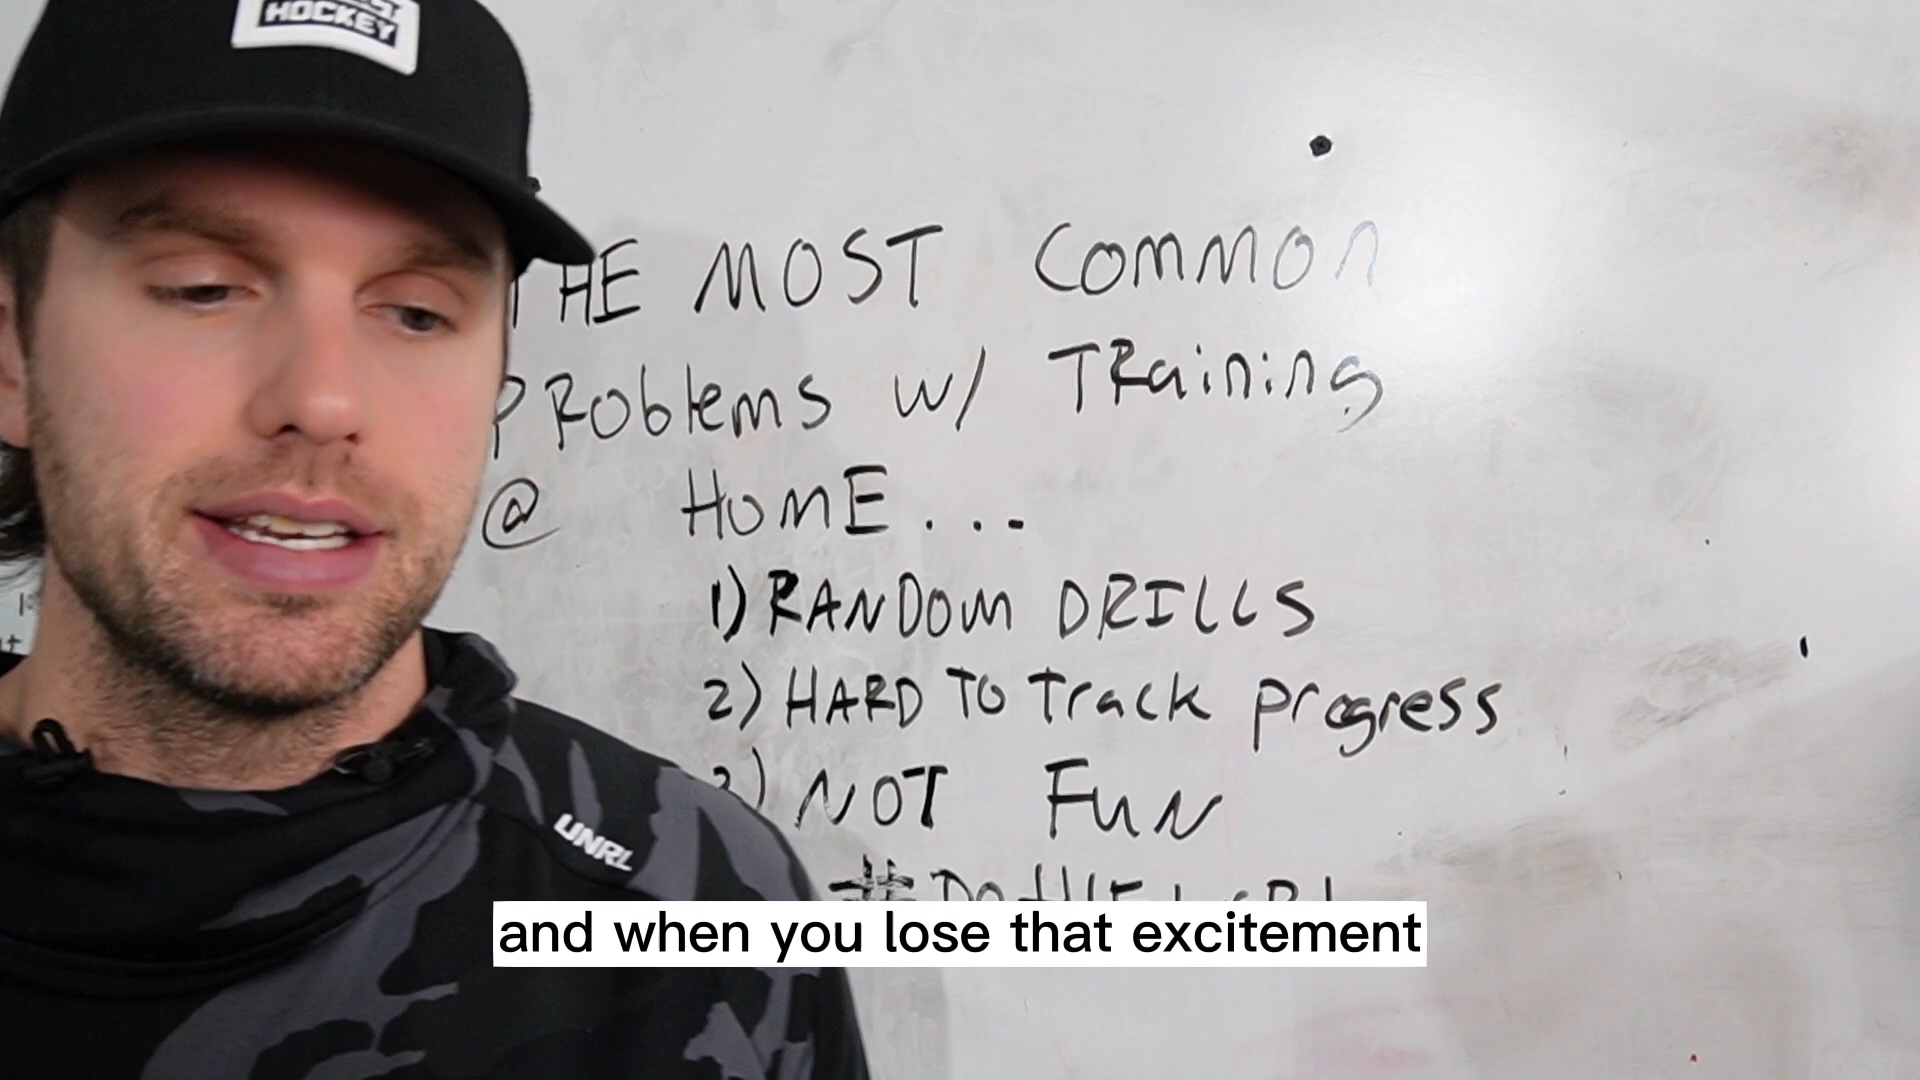 HOCKEY
THE MOST COMMON
PRoblems w/ TRaining
@ HOME...
1) RANDOM DRILLS
2) HARD TO Track progress
3) NOT FUN
UNRL
and when you lose that excitement